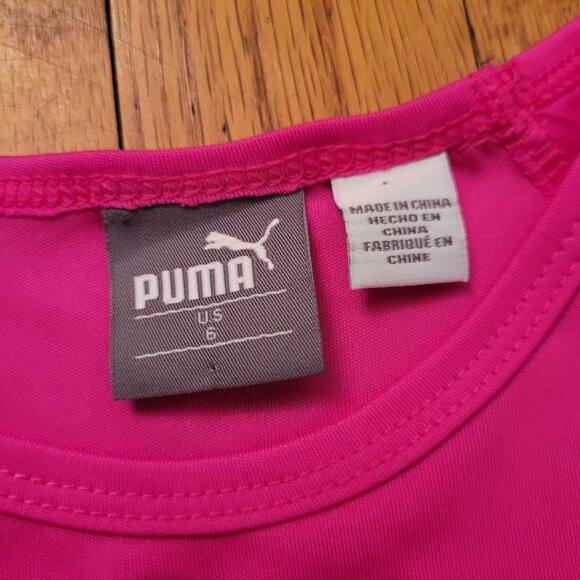 PUMA
US
6
MADE IN CHINA
HECHO EN
CHINA
FABRIQUÉ EN
CHINE